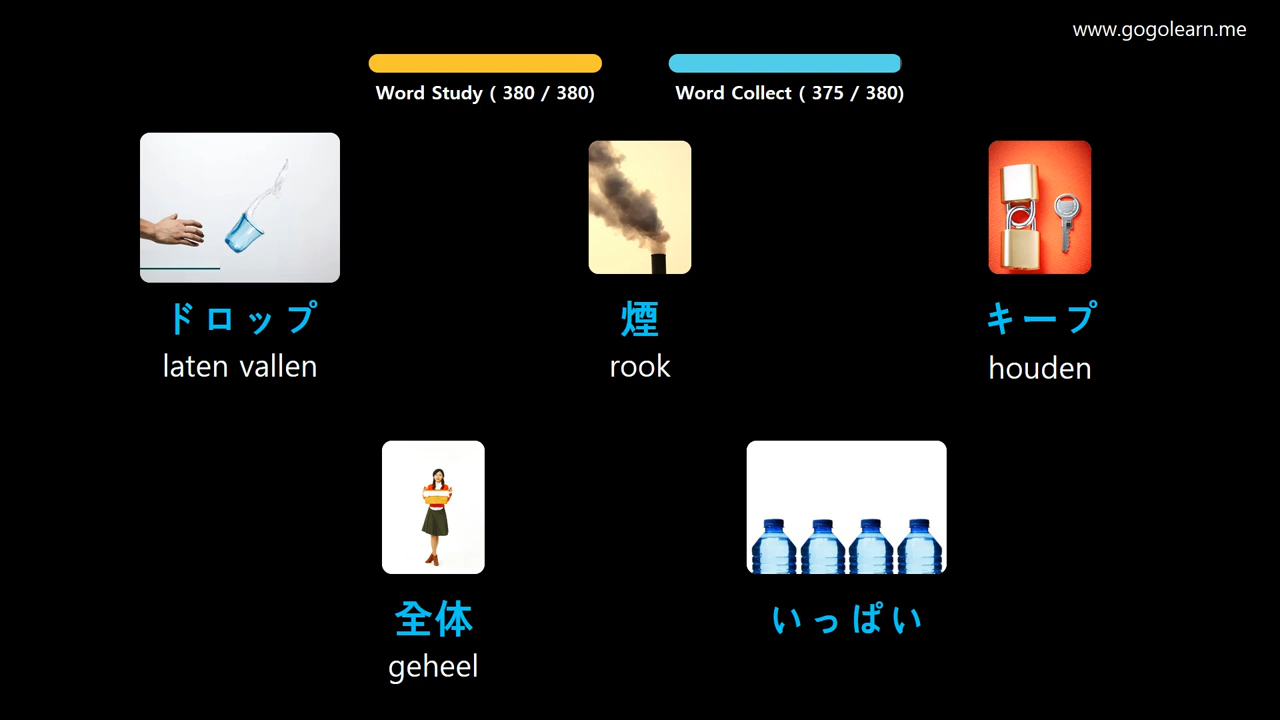 www.gogolearn.me
Word Study ( 380 / 380)
Word Collect ( 375 / 380)
ドロップ
laten vallen
煙
rook
キープ
houden
全体
geheel
いっぱい